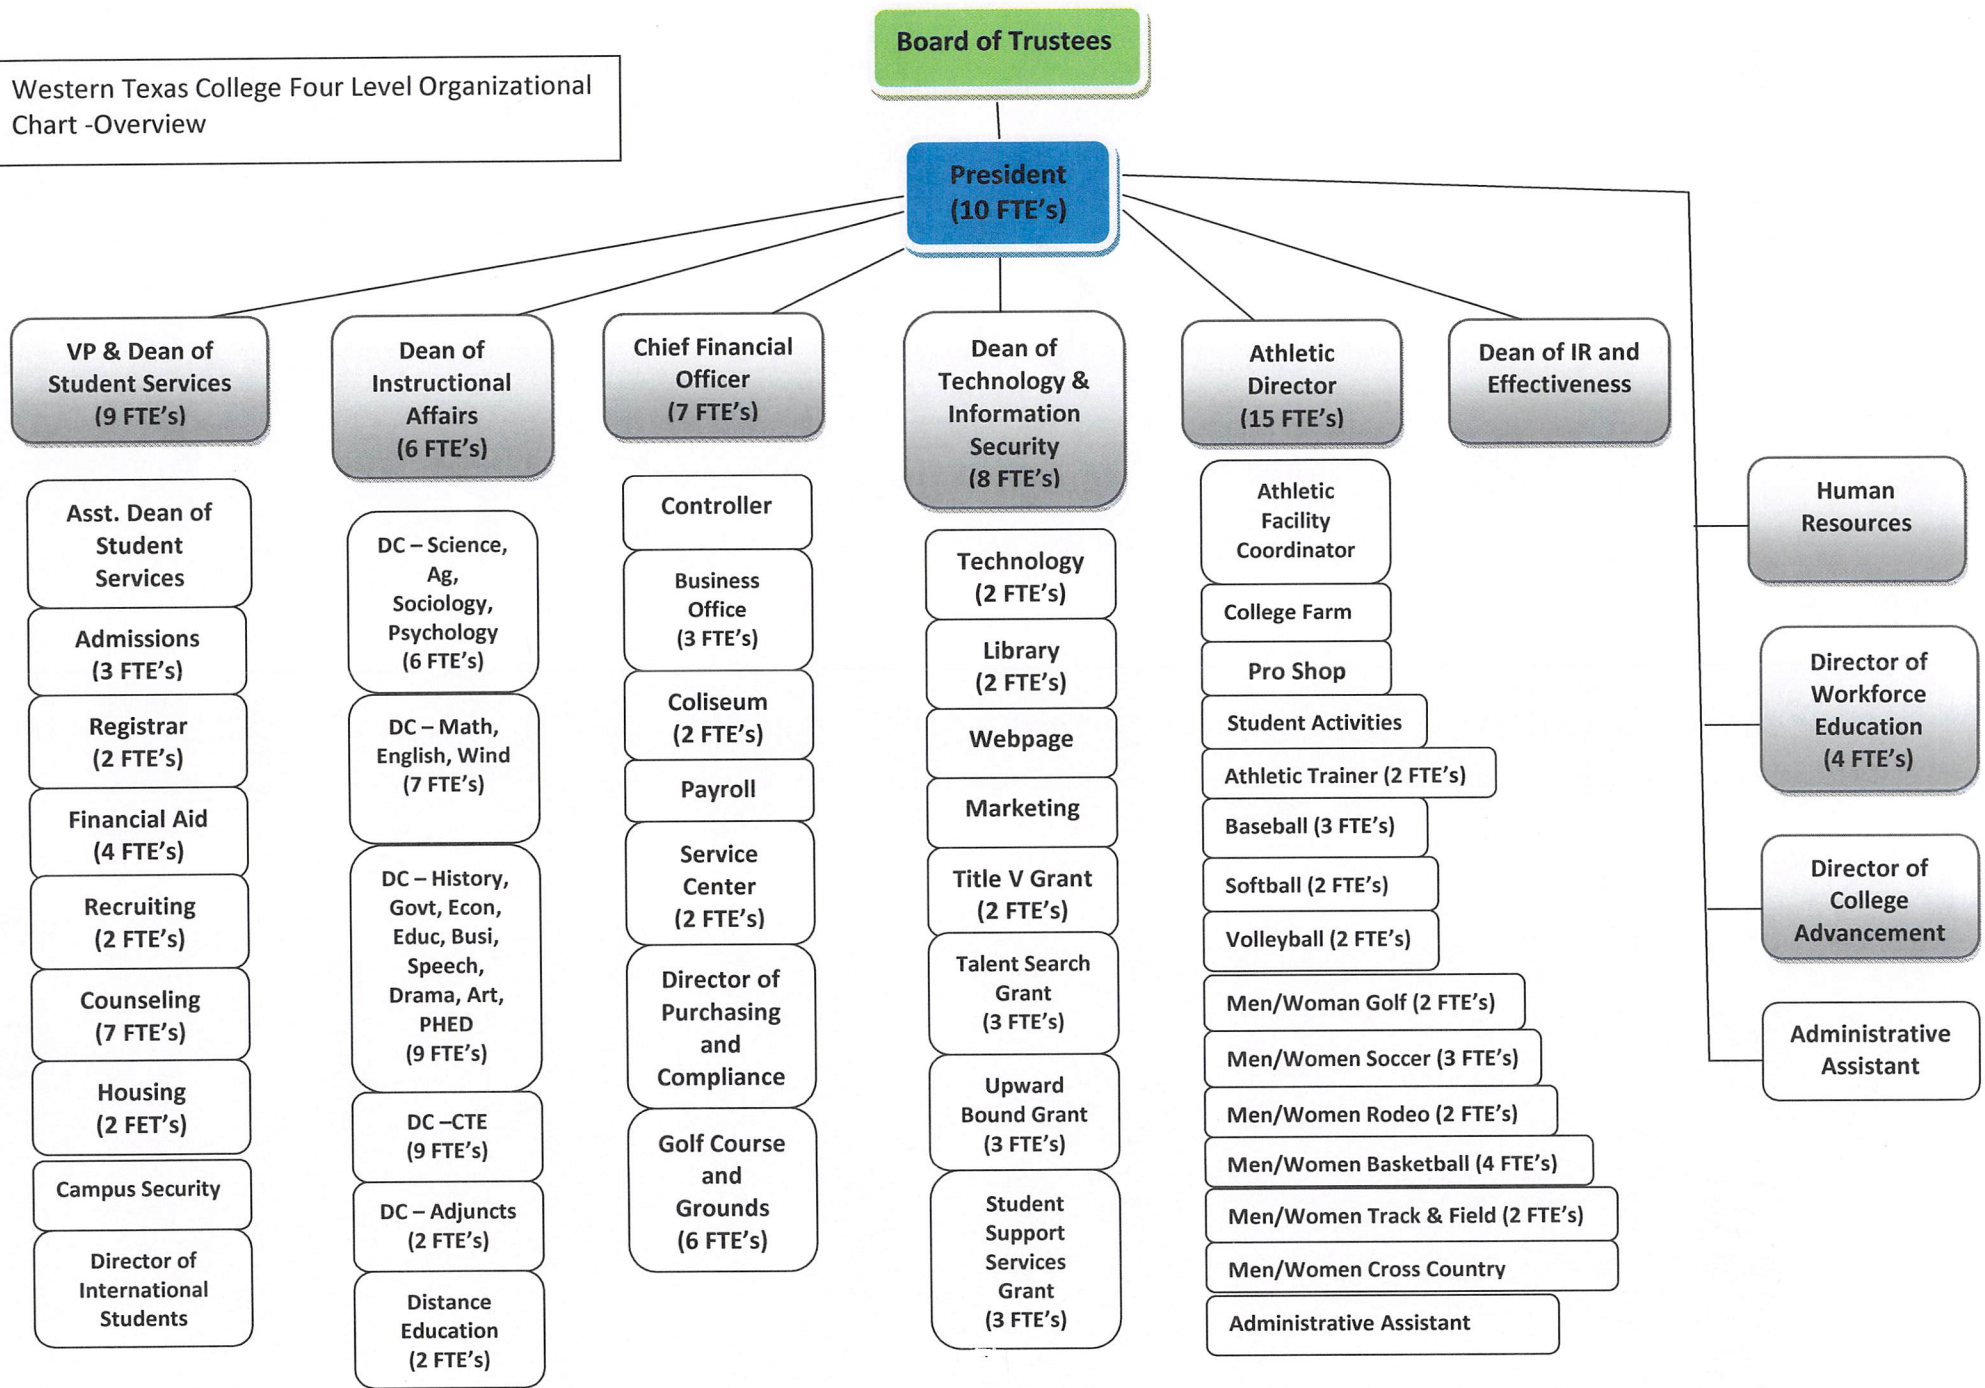 Western Texas College Four Level Organizational
Chart -Overview
Board of Trustees
President
(10 FTE's)
VP & Dean of
Student Services
(9 FTE's)
Asst. Dean of
Student
Services
Admissions
(3 FTE's)
Registrar
(2 FTE's)
Financial Aid
(4 FTE's)
Recruiting
(2 FTE's)
Counseling
(7 FTE's)
Housing
(2 FET's)
Campus Security
Director of
International
Students
Dean of
Instructional
Affairs
(6 FTE's)
DC – Science,
Ag,
Sociology,
Psychology
(6 FTE's)
DC – Math,
English, Wind
(7 FTE's)
DC – History,
Govt, Econ,
Educ, Busi,
Speech,
Drama, Art,
PHED
(9 FTE's)
DC –CTE
(9 FTE's)
DC – Adjuncts
(2 FTE's)
Distance
Education
(2 FTE's)
Chief Financial
Officer
(7 FTE's)
Controller
Business
Office
(3 FTE's)
Coliseum
(2 FTE's)
Payroll
Service
Center
(2 FTE's)
Director of
Purchasing
and
Compliance
Golf Course
and
Grounds
(6 FTE's)
Dean of
Technology &
Information
Security
(8 FTE's)
Technology
(2 FTE's)
Library
(2 FTE's)
Webpage
Marketing
Title V Grant
(2 FTE's)
Talent Search
Grant
(3 FTE's)
Upward
Bound Grant
(3 FTE's)
Student
Support
Services
Grant
(3 FTE's)
Athletic
Director
(15 FTE's)
Athletic
Facility
Coordinator
College Farm
Pro Shop
Student Activities
Athletic Trainer (2 FTE's)
Baseball (3 FTE's)
Softball (2 FTE's)
Volleyball (2 FTE's)
Men/Woman Golf (2 FTE's)
Men/Women Soccer (3 FTE's)
Men/Women Rodeo (2 FTE's)
Men/Women Basketball (4 FTE's)
Men/Women Track & Field (2 FTE's)
Men/Women Cross Country
Administrative Assistant
Dean of IR and
Effectiveness
Human
Resources
Director of
Workforce
Education
(4 FTE's)
Director of
College
Advancement
Administrative
Assistant